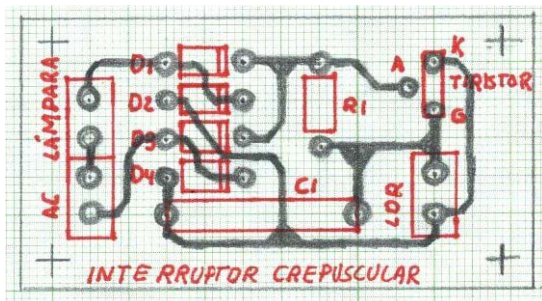 D1
K
A
TIRISTOR
LÁMPARA
D2
R1
G
D3
D4
C1
LDR
AC
INTERRUPTOR CREPUSCULAR